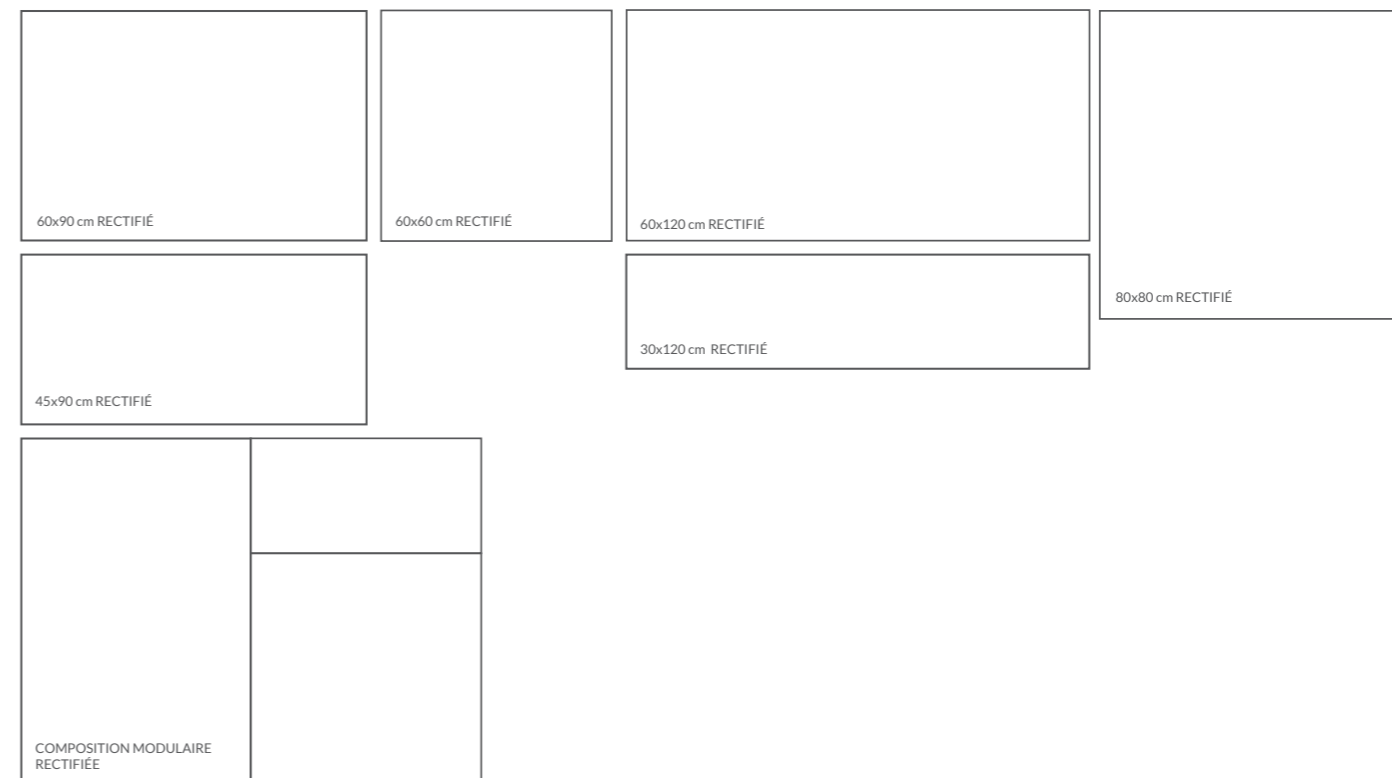 60x90 cm RECTIFIÉ
60x60 cm RECTIFIÉ
60x120 cm RECTIFIÉ
80x80 cm RECTIFIÉ
30x120 cm RECTIFIÉ
45x90 cm RECTIFIÉ
COMPOSITION MODULAIRE
RECTIFIÉE